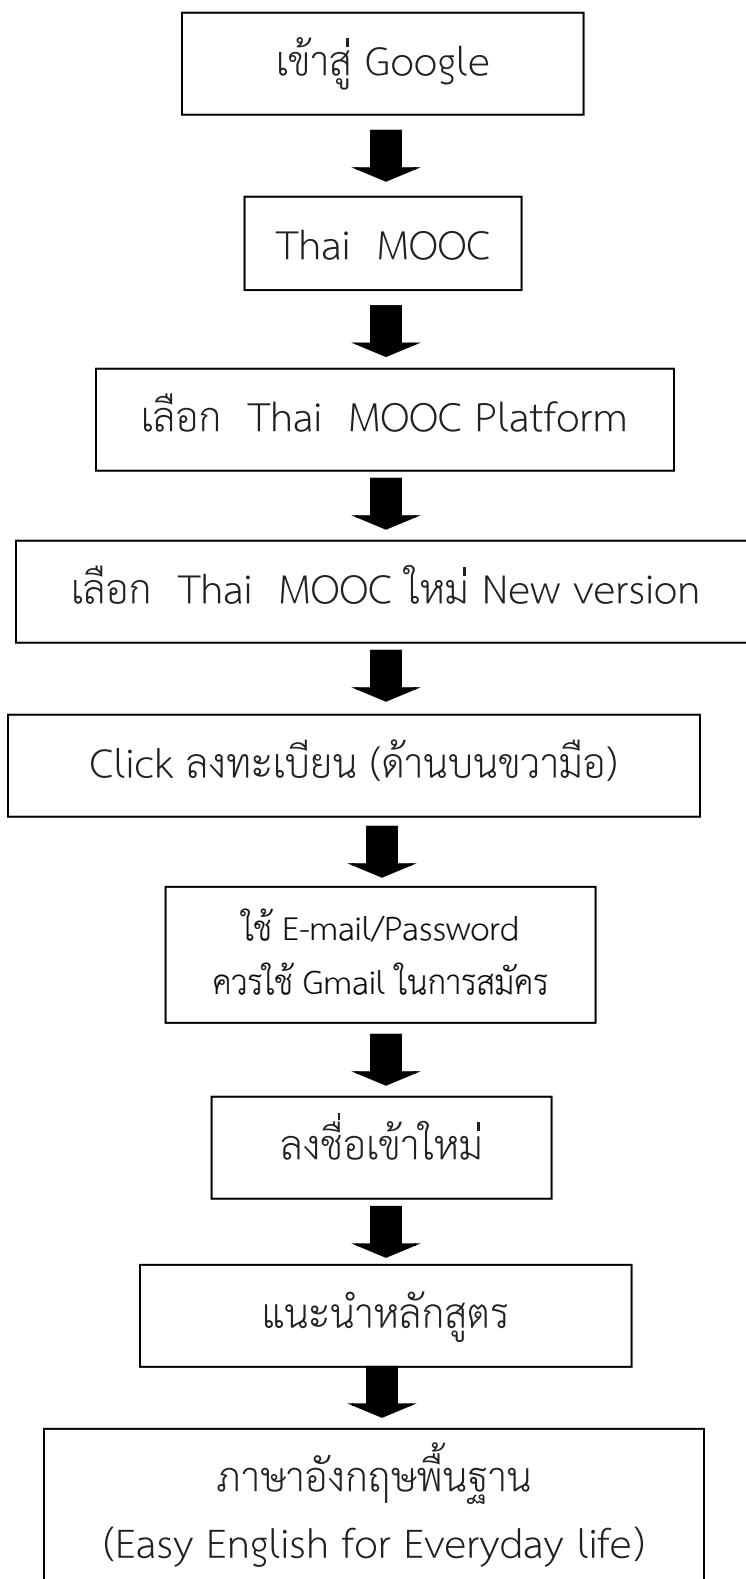 เข้าสู่ Google
Thai MOOC
เลือก Thai MOOC Platform
เลือก Thai MOOC ใหม่ New version
Click ลงทะเบียน (ด้านบนขวามือ)
ใช้ E-mail/Password
ควรใช้ Gmail ในการสมัคร
ลงชื่อเข้าใหม่
แนะนำหลักสูตร
ภาษาอังกฤษพื้นฐาน
(Easy English for Everyday life)